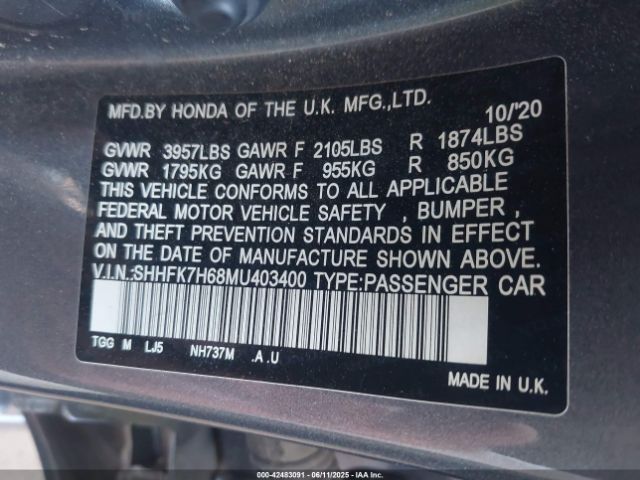 MFD.BY HONDA OF THE U.K. MFG.,LTD. 10/'20
GVWR 3957LBS GAWR F 2105LBS R 1874LBS
GVWR 1795KG GAWR F 955KG R 850KG
THIS VEHICLE CONFORMS TO ALL APPLICABLE
FEDERAL MOTOR VEHICLE SAFETY , BUMPER ,
AND THEFT PREVENTION STANDARDS IN EFFECT
ON THE DATE OF MANUFACTURE SHOWN ABOVE.
V.I.N.:SHHFK7H68MU403400 TYPE:PASSENGER CAR
TGG M LJ5 NH737M .A.U
MADE IN U.K.
000-42483091 - 06/11/2025 - IAAI.com